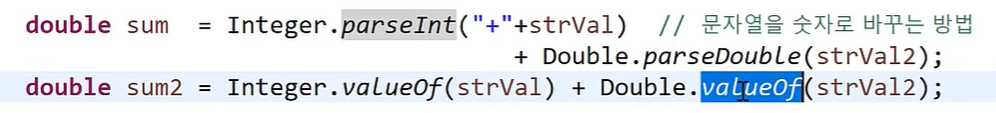 double sum  = Integer.parseInt("+"+strVal)  // 문자열을 숫자로 바꾸는 방법
+ Double.parseDouble(strVal2);
double sum2 = Integer.valueOf(strVal) + Double.valueOf(strVal2);